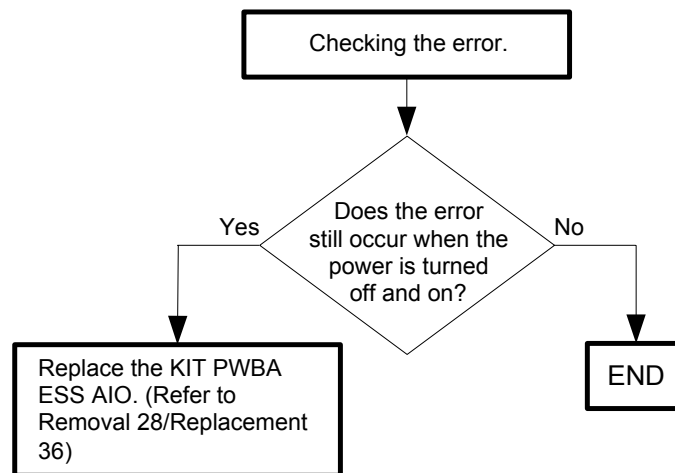 Checking the error.
Does the error
still occur when the
power is turned
off and on?
Yes
No
Replace the KIT PWBA
ESS AIO. (Refer to
Removal 28/Replacement
36)
END